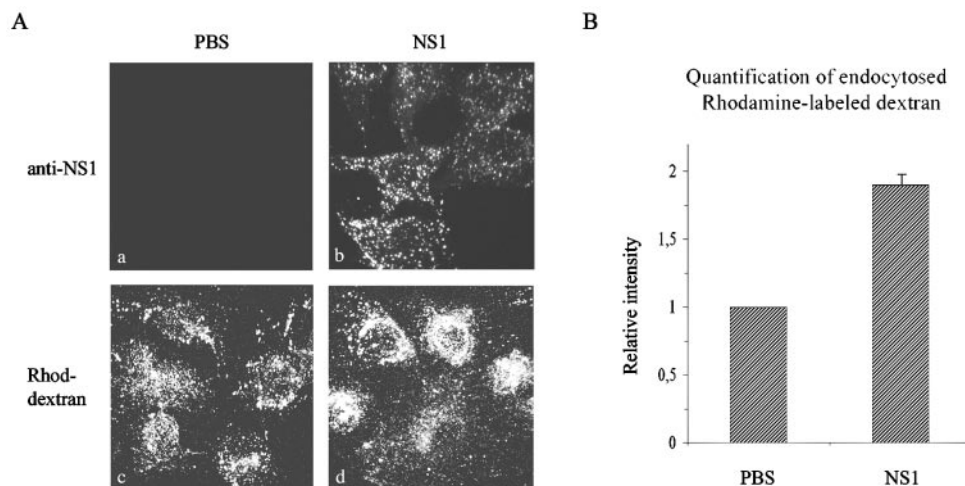 A
PBS
NS1
anti-NS1
a
b
Rhod-
dextran
c
d
B
Quantification of endocytosed
Rhodamine-labeled dextran
Relative intensity
2
1,5
1
0,5
0
PBS
NS1